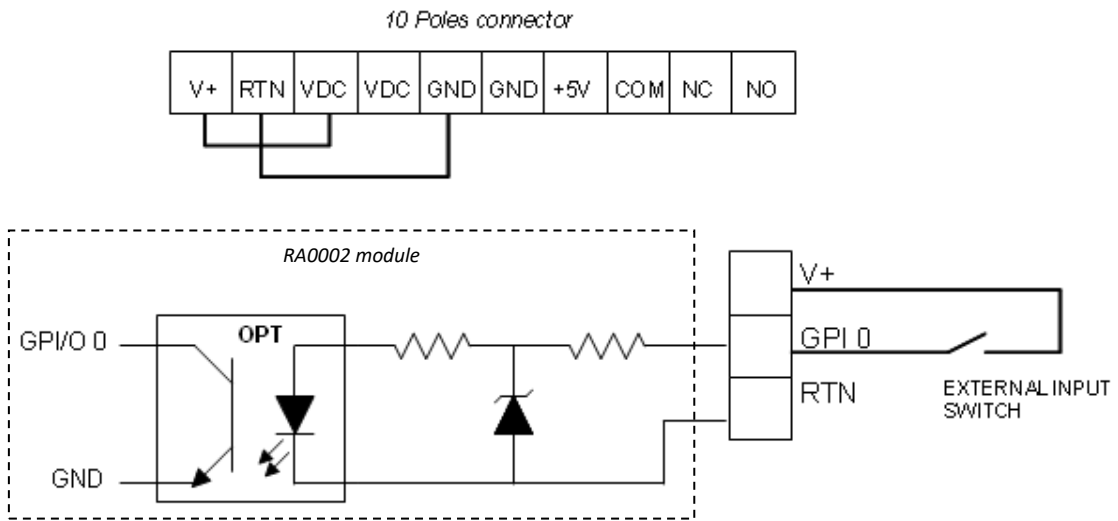 10 Poles connector
V+ RTN VDC VDC GND GND +5V COM NC NO
RA0002 module
V+
OPT
GPI/O 0
GPI 0
RTN
EXTERNAL INPUT
SWITCH
GND